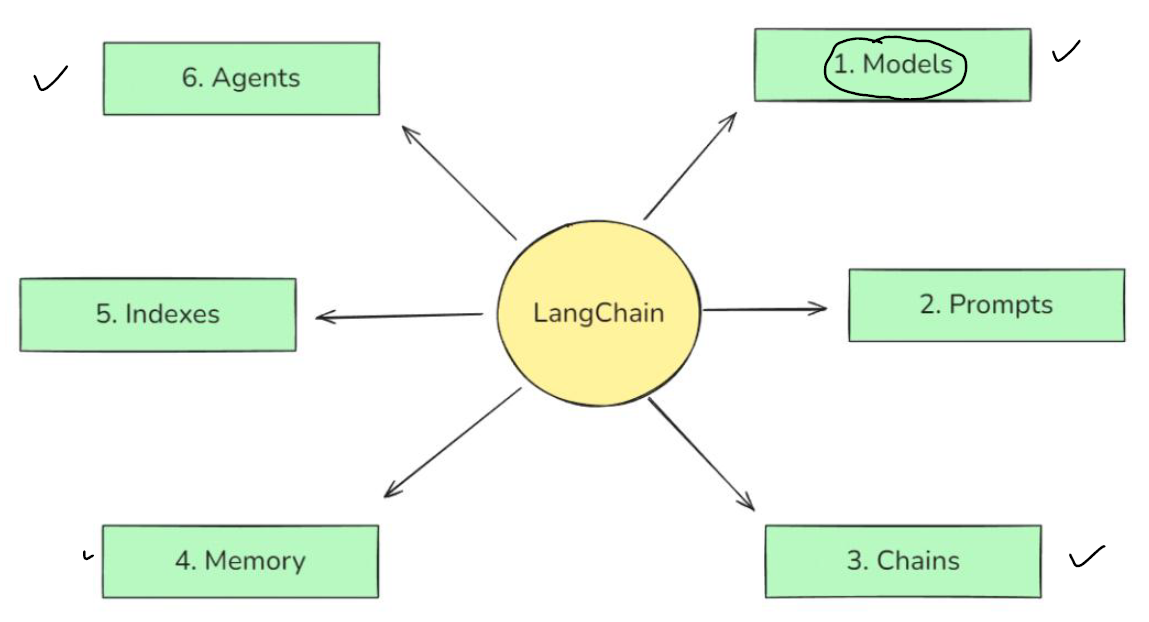 6. Agents
1. Models
5. Indexes
LangChain
2. Prompts
4. Memory
3. Chains